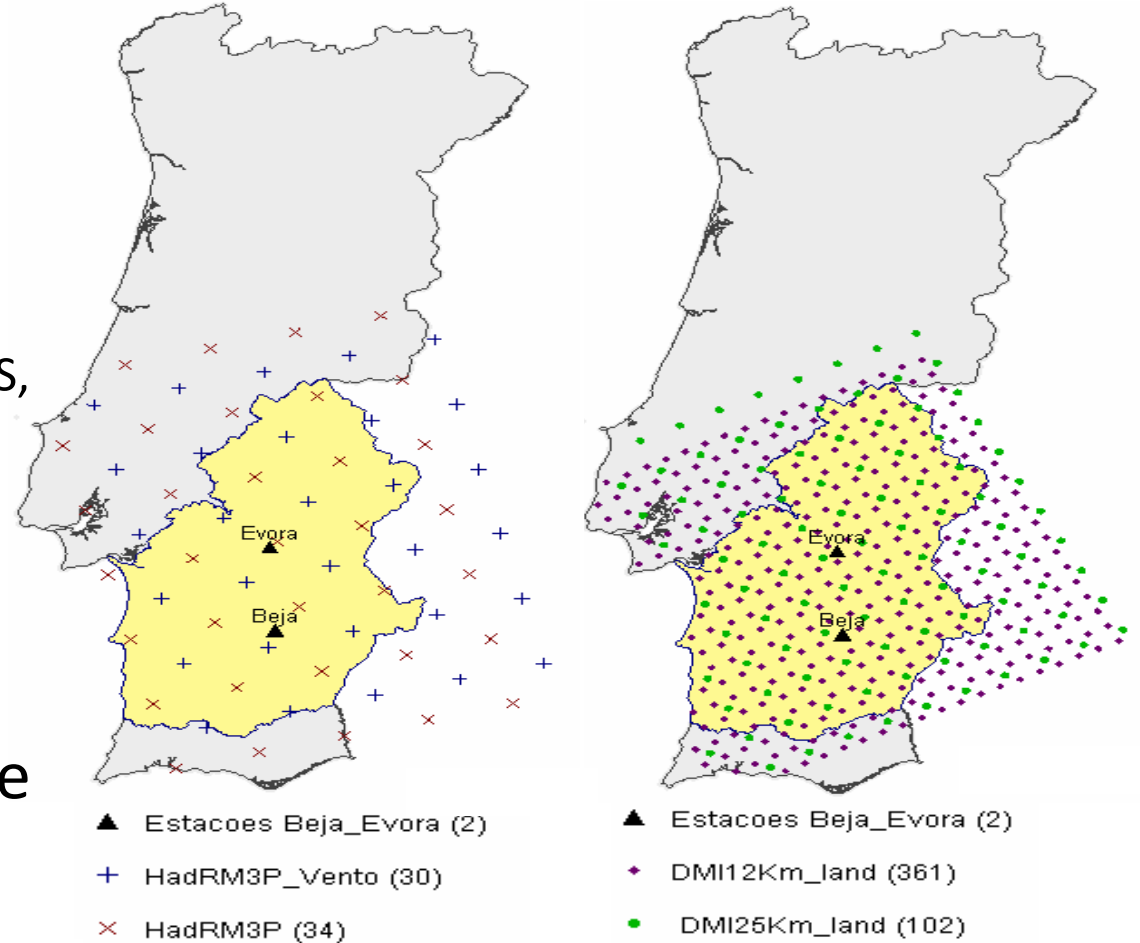 s,
e
Evora
Beja
Estacoes Beja_Evora (2)
HadRM3P_Vento (30)
HadRM3P (34)
Evora
Beja
Estacoes Beja_Evora (2)
DMI12Km_land (361)
DMI25Km_land (102)